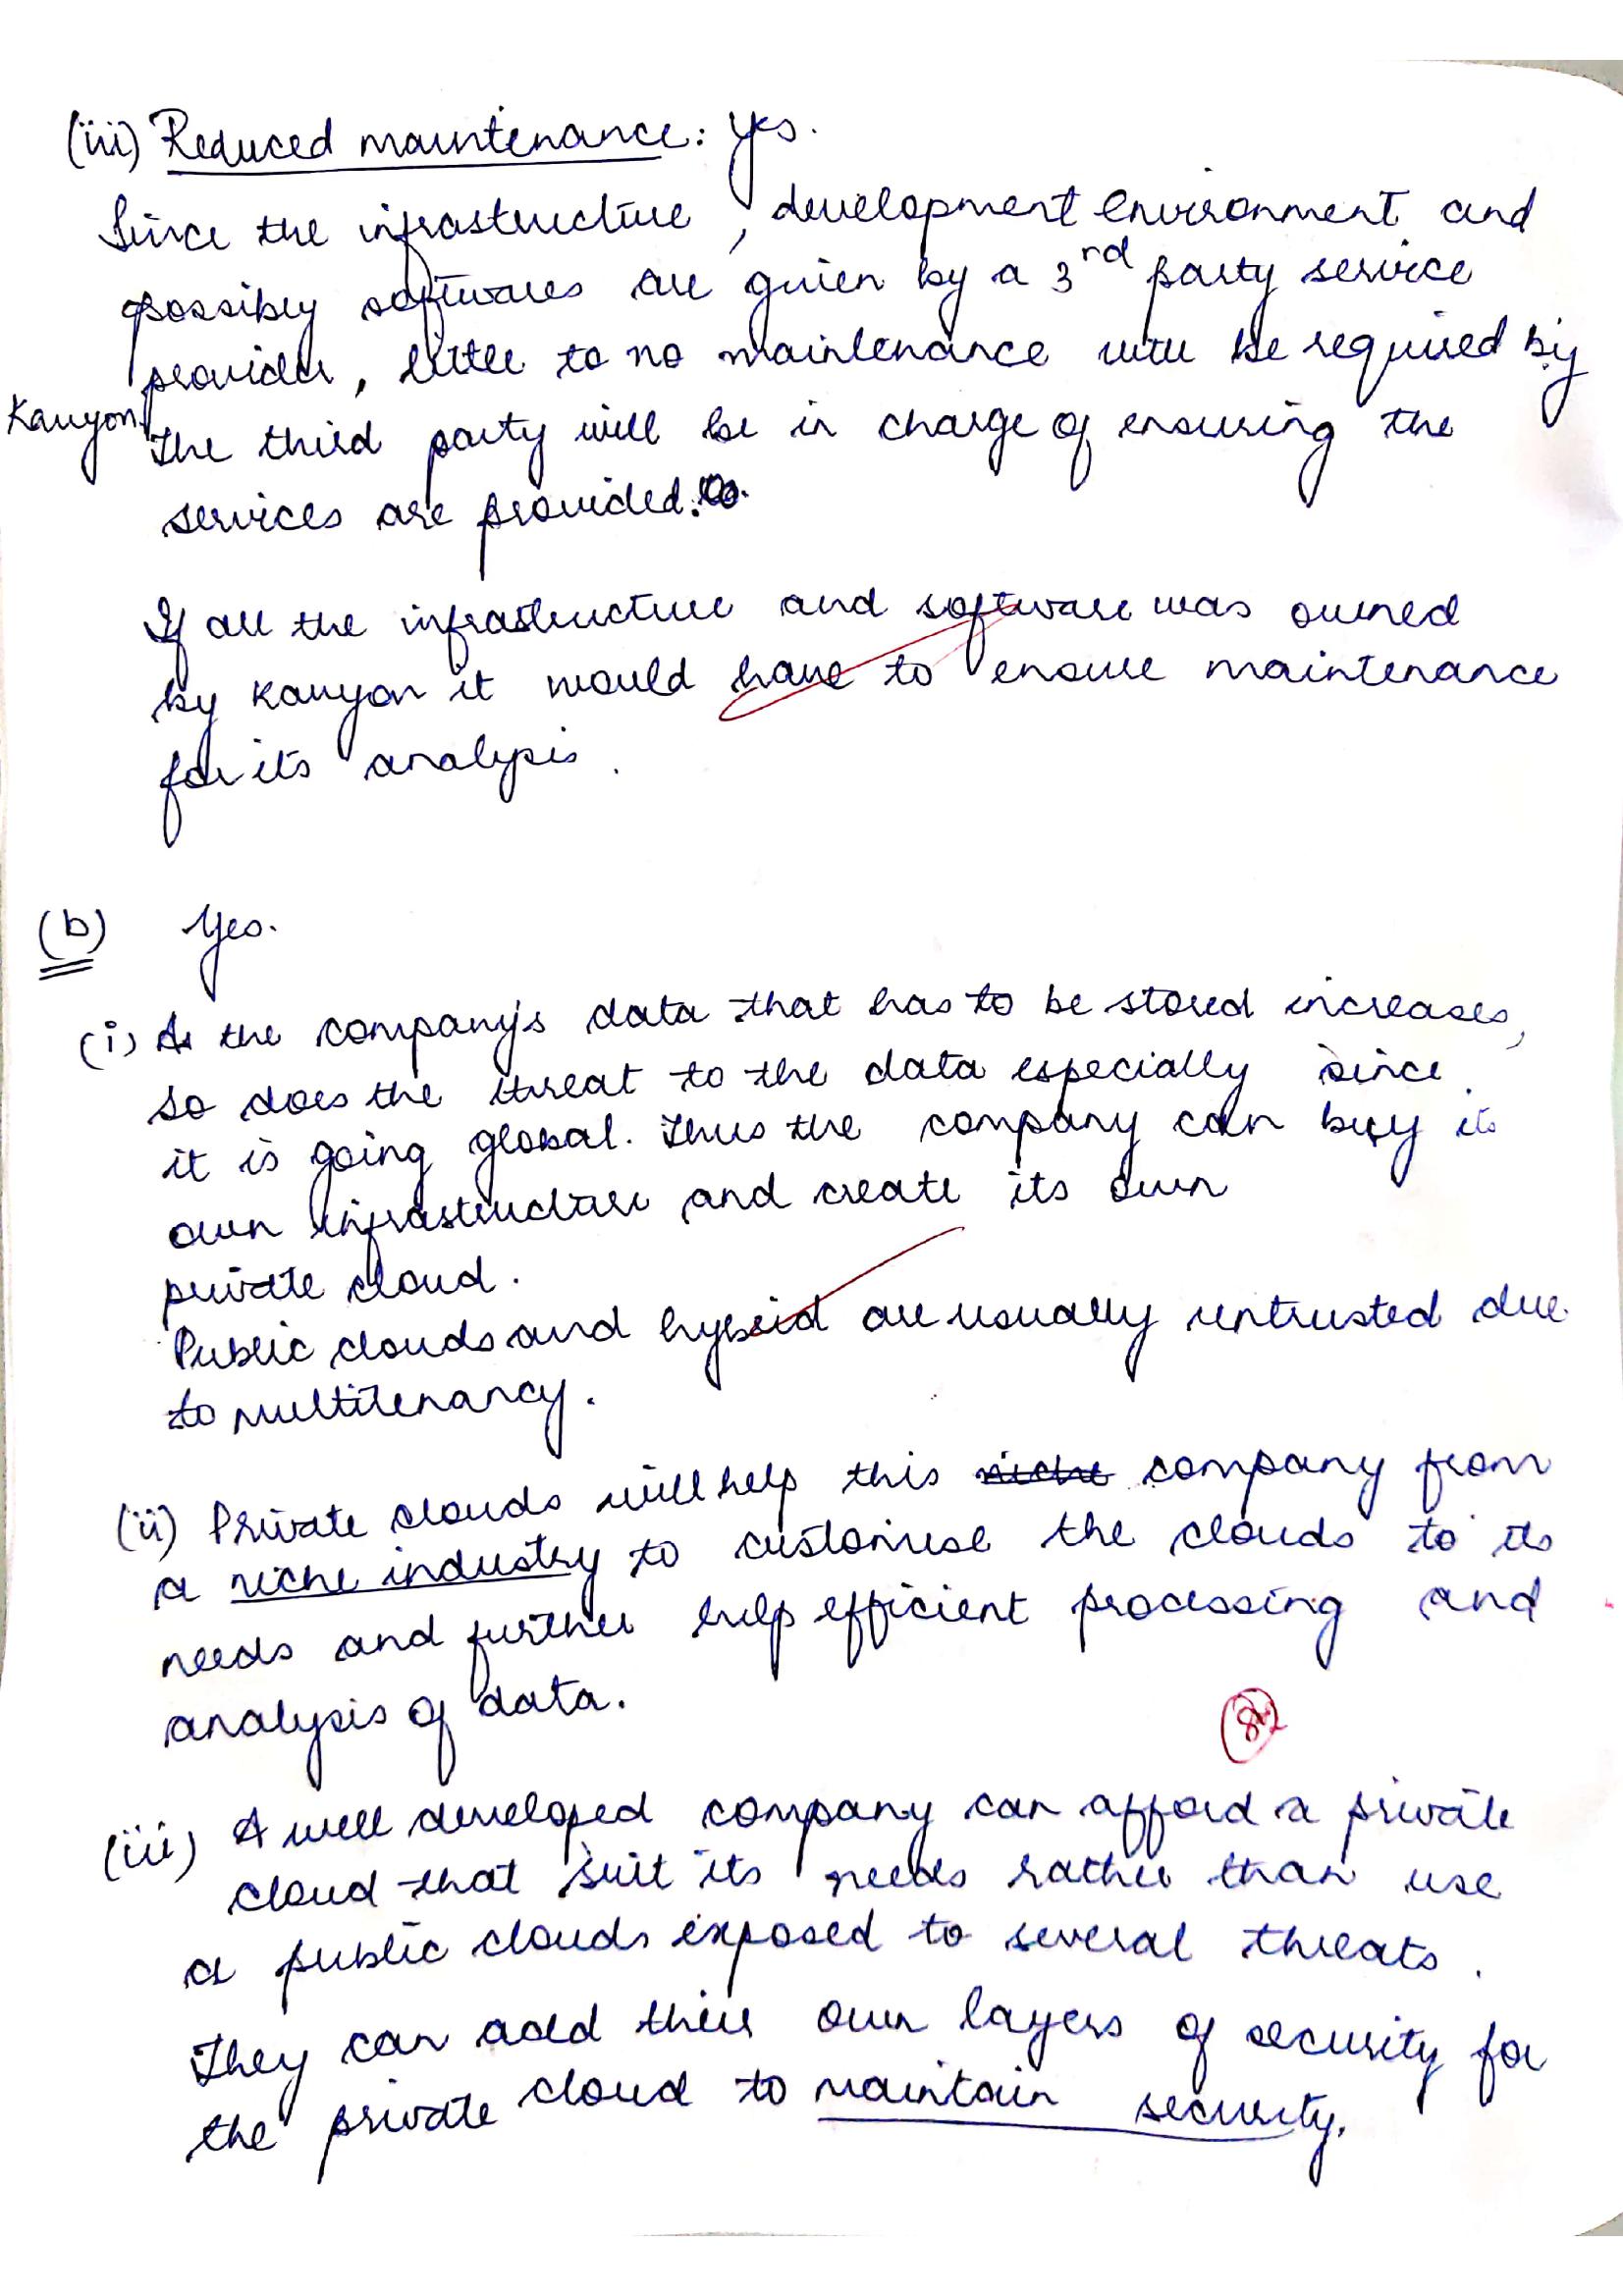 (iii) Reduced maintenance: Yes.
Since the infrastructure, development environment and
possibly softwares are given by a 3rd party service
provider, little to no maintenance will be required by
Kanyon. The third party will be in charge of ensuring the
services are provided.
If all the infrastructure and software was owned
by Kanyon it would have to ensure maintenance
for its analysis.
(b) Yes.
(i) As the company's data that has to be stored increases,
so does the threat to the data especially since
it is going global. Thus the company can buy its
own infrastructure and create its own
private cloud.
Public clouds and hybrid are usually untrusted due
to multitenancy.
(ii) Private clouds will help this niche company from
a niche industry to customise the clouds to its
needs and further help efficient processing and
analysis of data.
(iii) A well developed company can afford a private
cloud that suit its needs rather than use
a public clouds exposed to several threats.
They can add their own layers of security for
the private cloud to maintain security.